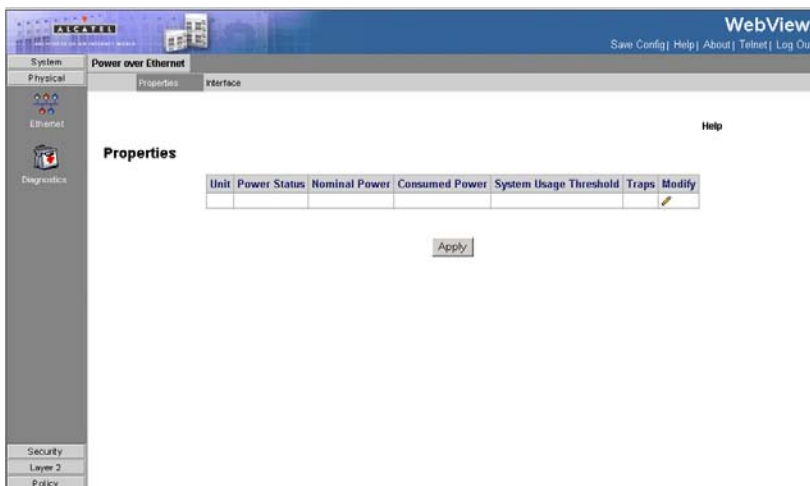 ALCATEL
WebView
Save Config | Help | About | Telnet | Log Ou
System
Physical
Ethernet
Diagnostics
Security
Layer 2
Policy
Power over Ethernet
Properties
Interface
Help
Properties
Unit Power Status Nominal Power Consumed Power System Usage Threshold Traps Modify
Apply